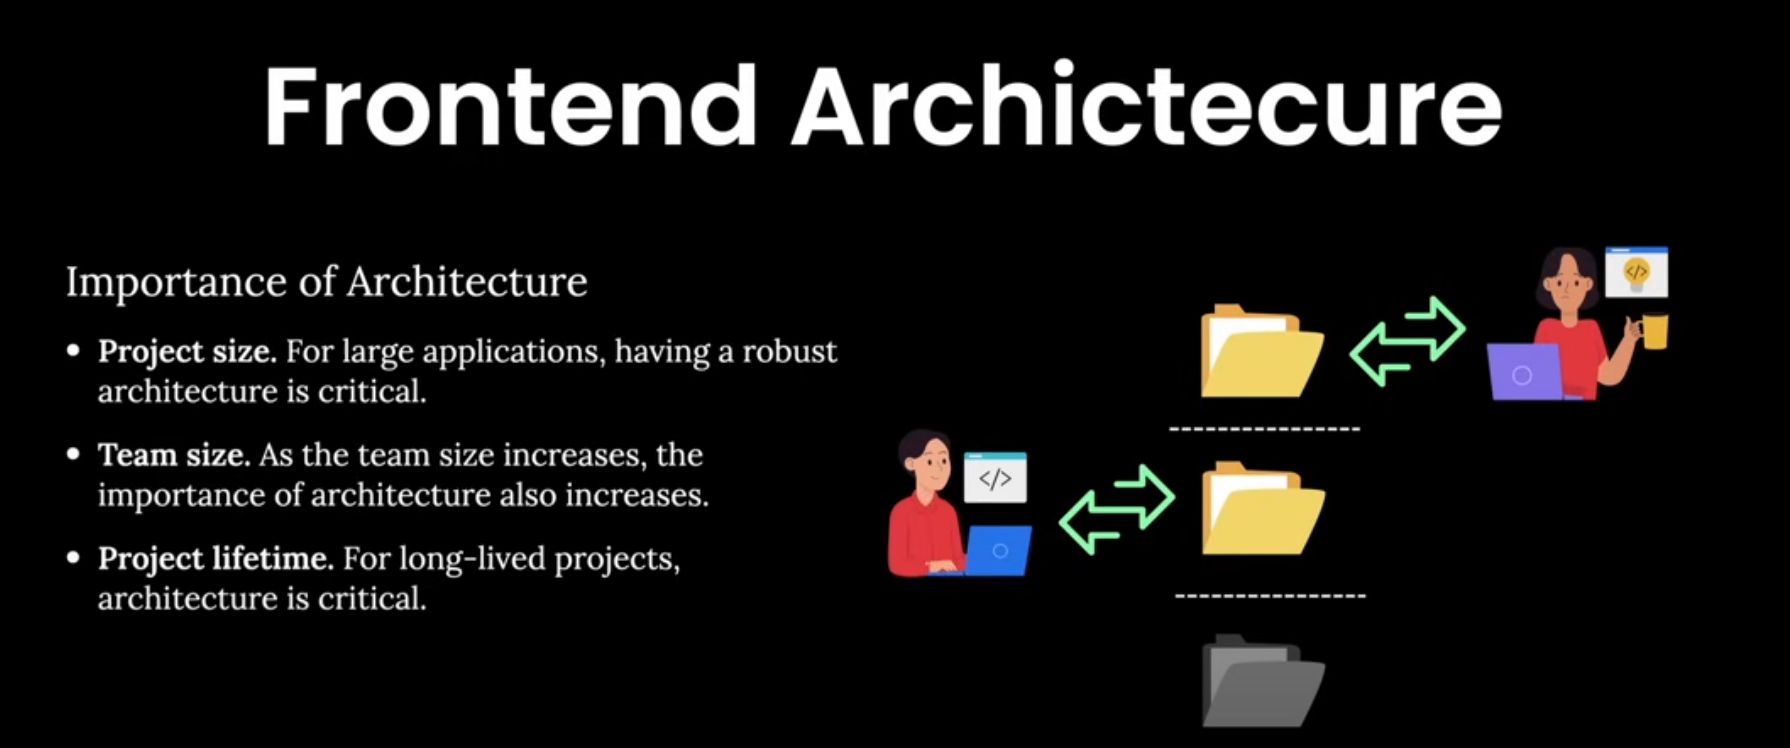 Frontend Archictecure
Importance of Architecture
• Project size. For large applications, having a robust
architecture is critical.
• Team size. As the team size increases, the
importance of architecture also increases.
• Project lifetime. For long-lived projects,
architecture is critical.
</>
</>